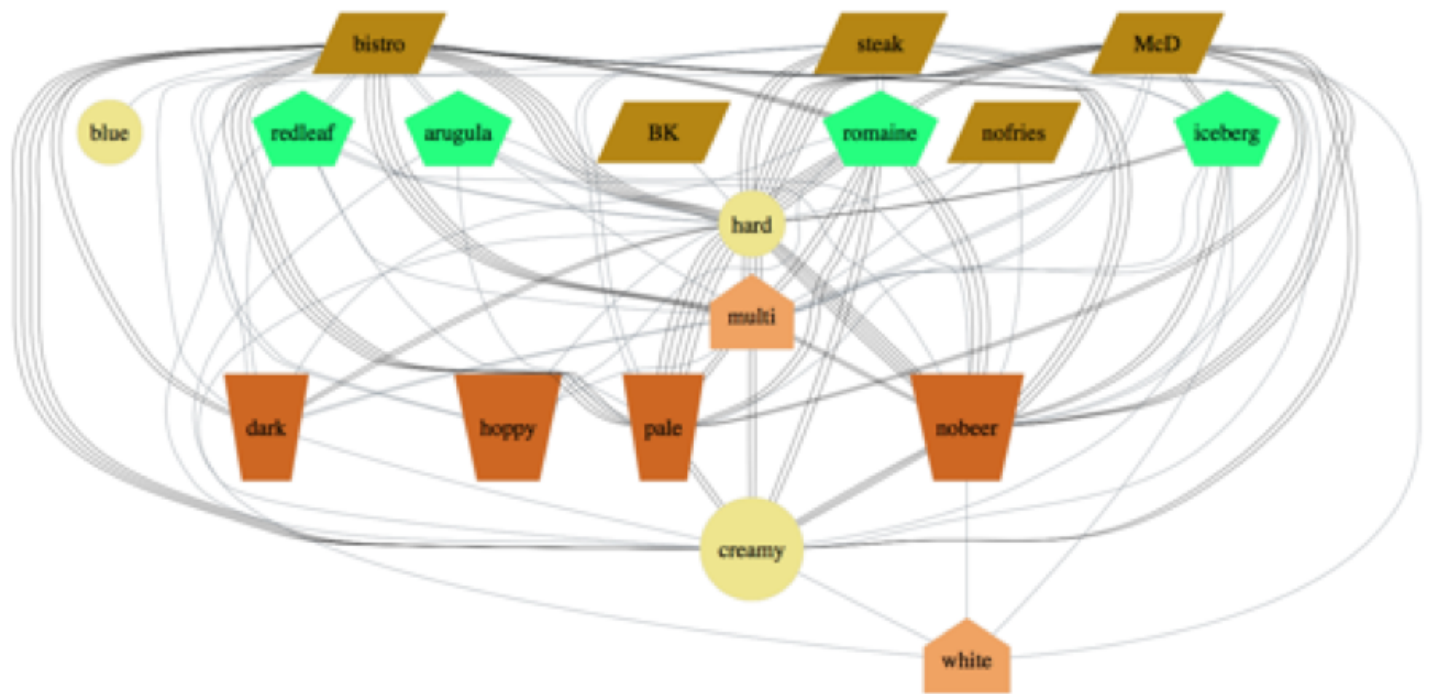 bistro steak McD
blue redleaf arugula BK romaine nofries iceberg
hard
multi
dark hoppy pale nobeer
creamy
white